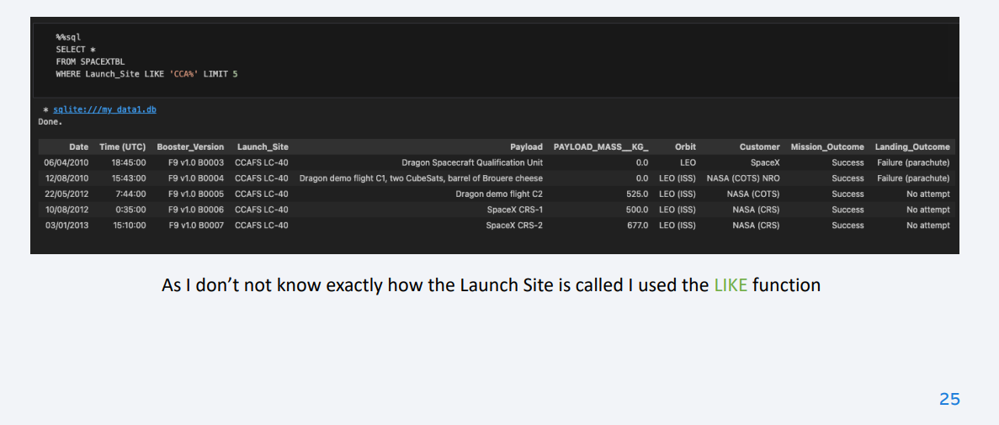 %%sql
SELECT *
FROM SPACEXTBL
WHERE Launch_Site LIKE 'CCA%' LIMIT 5
* sqlite:///my_data1.db
Done.
Date Time (UTC) Booster_Version Launch_Site Payload PAYLOAD_MASS__KG_ Orbit Customer Mission_Outcome Landing_Outcome
06/04/2010 18:45:00 F9 v1.0 B0003 CCAFS LC-40 Dragon Spacecraft Qualification Unit 0.0 LEO SpaceX Success Failure (parachute)
12/08/2010 15:43:00 F9 v1.0 B0004 CCAFS LC-40 Dragon demo flight C1, two CubeSats, barrel of Brouere cheese 0.0 LEO (ISS) NASA (COTS) NRO Success Failure (parachute)
22/05/2012 7:44:00 F9 v1.0 B0005 CCAFS LC-40 Dragon demo flight C2 525.0 LEO (ISS) NASA (COTS) Success No attempt
10/08/2012 0:35:00 F9 v1.0 B0006 CCAFS LC-40 SpaceX CRS-1 500.0 LEO (ISS) NASA (CRS) Success No attempt
03/01/2013 15:10:00 F9 v1.0 B0007 CCAFS LC-40 SpaceX CRS-2 677.0 LEO (ISS) NASA (CRS) Success No attempt
As I don’t not know exactly how the Launch Site is called I used the LIKE function
25